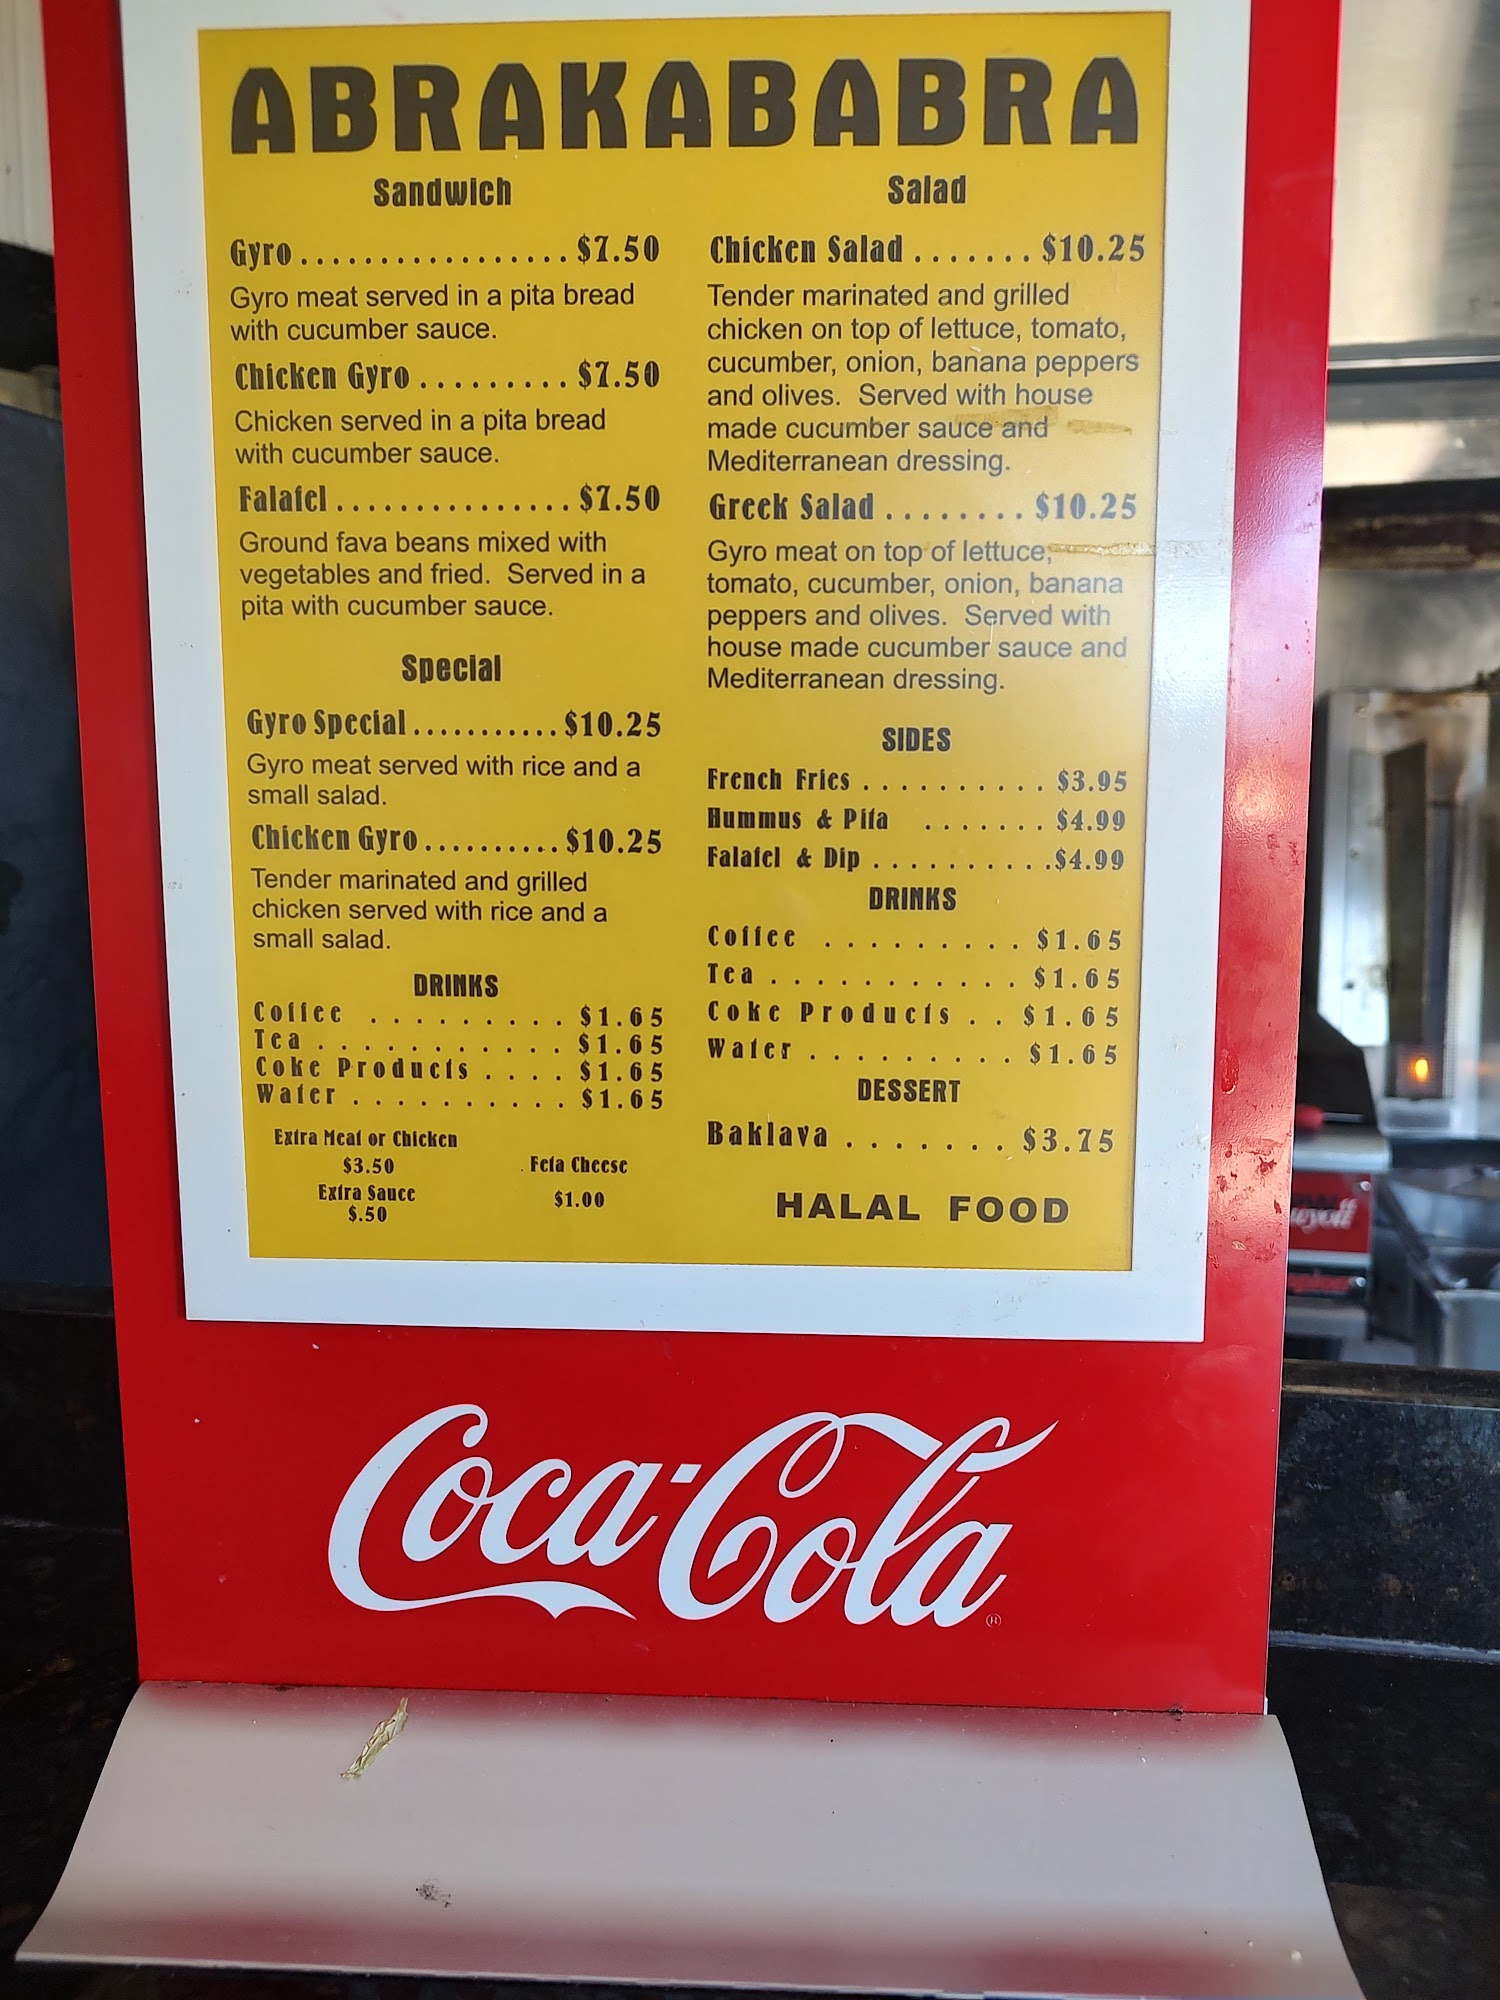 ABRAKABABRA
Sandwich
Gyro.................$7.50
Gyro meat served in a pita bread
with cucumber sauce.
Chicken Gyro.........$7.50
Chicken served in a pita bread
with cucumber sauce.
Falafel...............$7.50
Ground fava beans mixed with
vegetables and fried. Served in a
pita with cucumber sauce.
Special
Gyro Special...........$10.25
Gyro meat served with rice and a
small salad.
Chicken Gyro..........$10.25
Tender marinated and grilled
chicken served with rice and a
small salad.
DRINKS
Coffee .........$1.65
Tea...........$1.65
Coke Products....$1.65
Water..........$1.65
Extra Meat or Chicken
$3.50
Extra Sauce
$.50
. Feta Cheese
$1.00
Salad
Chicken Salad.......$10.25
Tender marinated and grilled
chicken on top of lettuce, tomato,
cucumber, onion, banana peppers
and olives. Served with house
made cucumber sauce and
Mediterranean dressing.
Greek Salad........$10.25
Gyro meat on top of lettuce,
tomato, cucumber, onion, banana
peppers and olives. Served with
house made cucumber sauce and
Mediterranean dressing.
SIDES
French Fries..........$3.95
Hummus & Pita .......$4.99
Falafel & Dip..........$4.99
DRINKS
Coffee .........$1.65
Tea...........$1.65
Coke Products..$1.65
Water.........$1.65
DESSERT
Baklava.......$3.75
HALAL FOOD
Coca-Cola
®